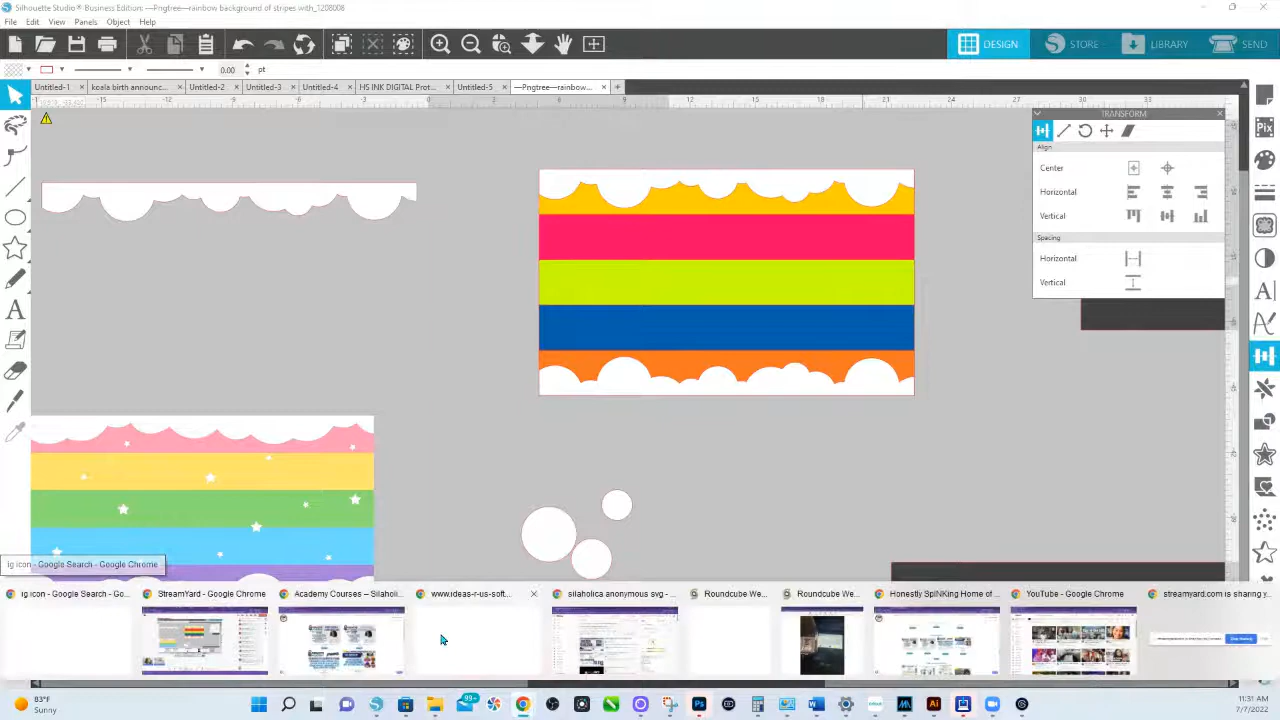 Silhouette Studio® Business Edition: —Pngtree—rainbow background of stripes with_1208008
File Edit View Panels Object Help
DESIGN STORE LIBRARY SEND
0.00 pt
Untitled-1 koala birth announc... Untitled-2 Untitled-3 Untitled-4 HS INK DIGITAL Prot... Untitled-5 —Pngtree—rainbow...
TRANSFORM
Align
Center
Horizontal
Vertical
Spacing
Horizontal
Vertical
Pix
ig icon - Google Search - Google Chrome
ig icon - Google Search - Go... StreamYard - Google Chrome Academy Courses – Silhaoli... www.ideas-r-us-soft... silaholica anonymous svg - ... Roundcube We... Roundcube We... Honestly SpINKing Home of ... YouTube - Google Chrome streamyard.com is sharing y...
83°F
Sunny
99+
11:31 AM
7/7/2022